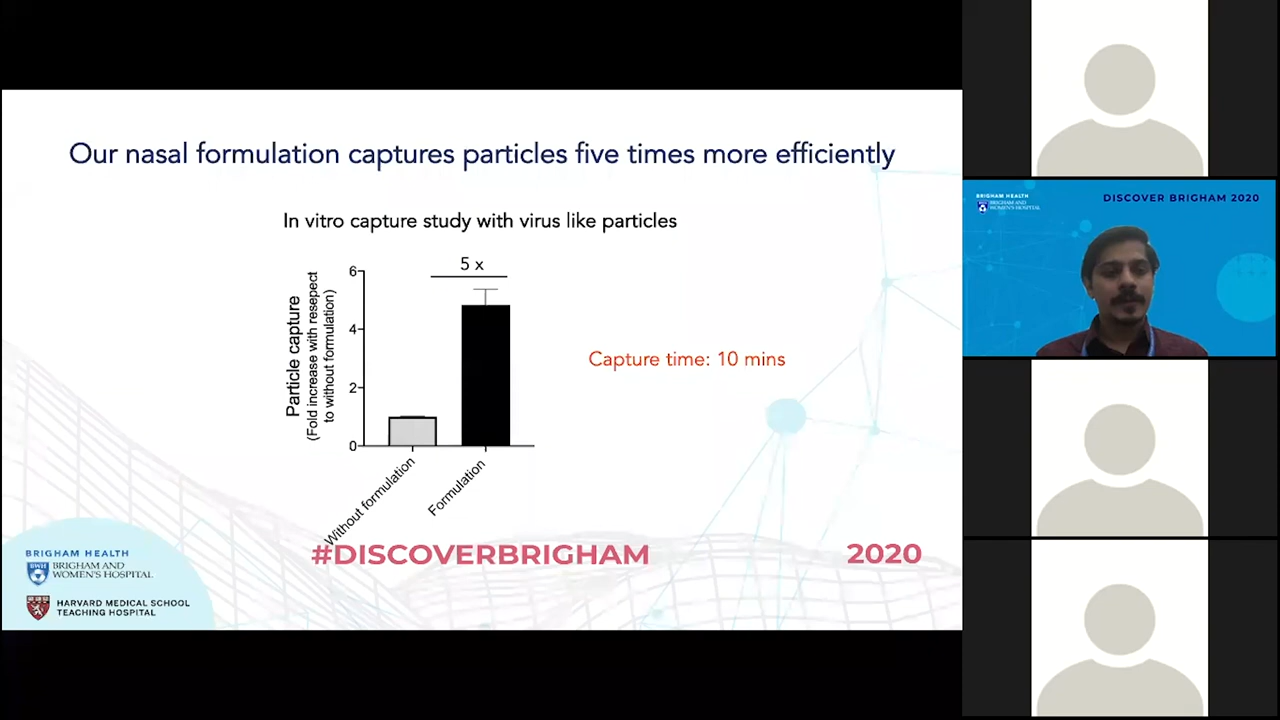 Our nasal formulation captures particles five times more efficiently
In vitro capture study with virus like particles
5 x
6
4
2
0
Particle capture
(Fold increase with resepect
to without formulation)
Without formulation
Formulation
Capture time: 10 mins
#DISCOVERBRIGHAM
2020
BRIGHAM HEALTH
BWH
BRIGHAM AND
WOMEN'S HOSPITAL
HARVARD MEDICAL SCHOOL
TEACHING HOSPITAL
BRIGHAM HEALTH
BRIGHAM AND
WOMEN'S HOSPITAL
DISCOVER BRIGHAM 2020